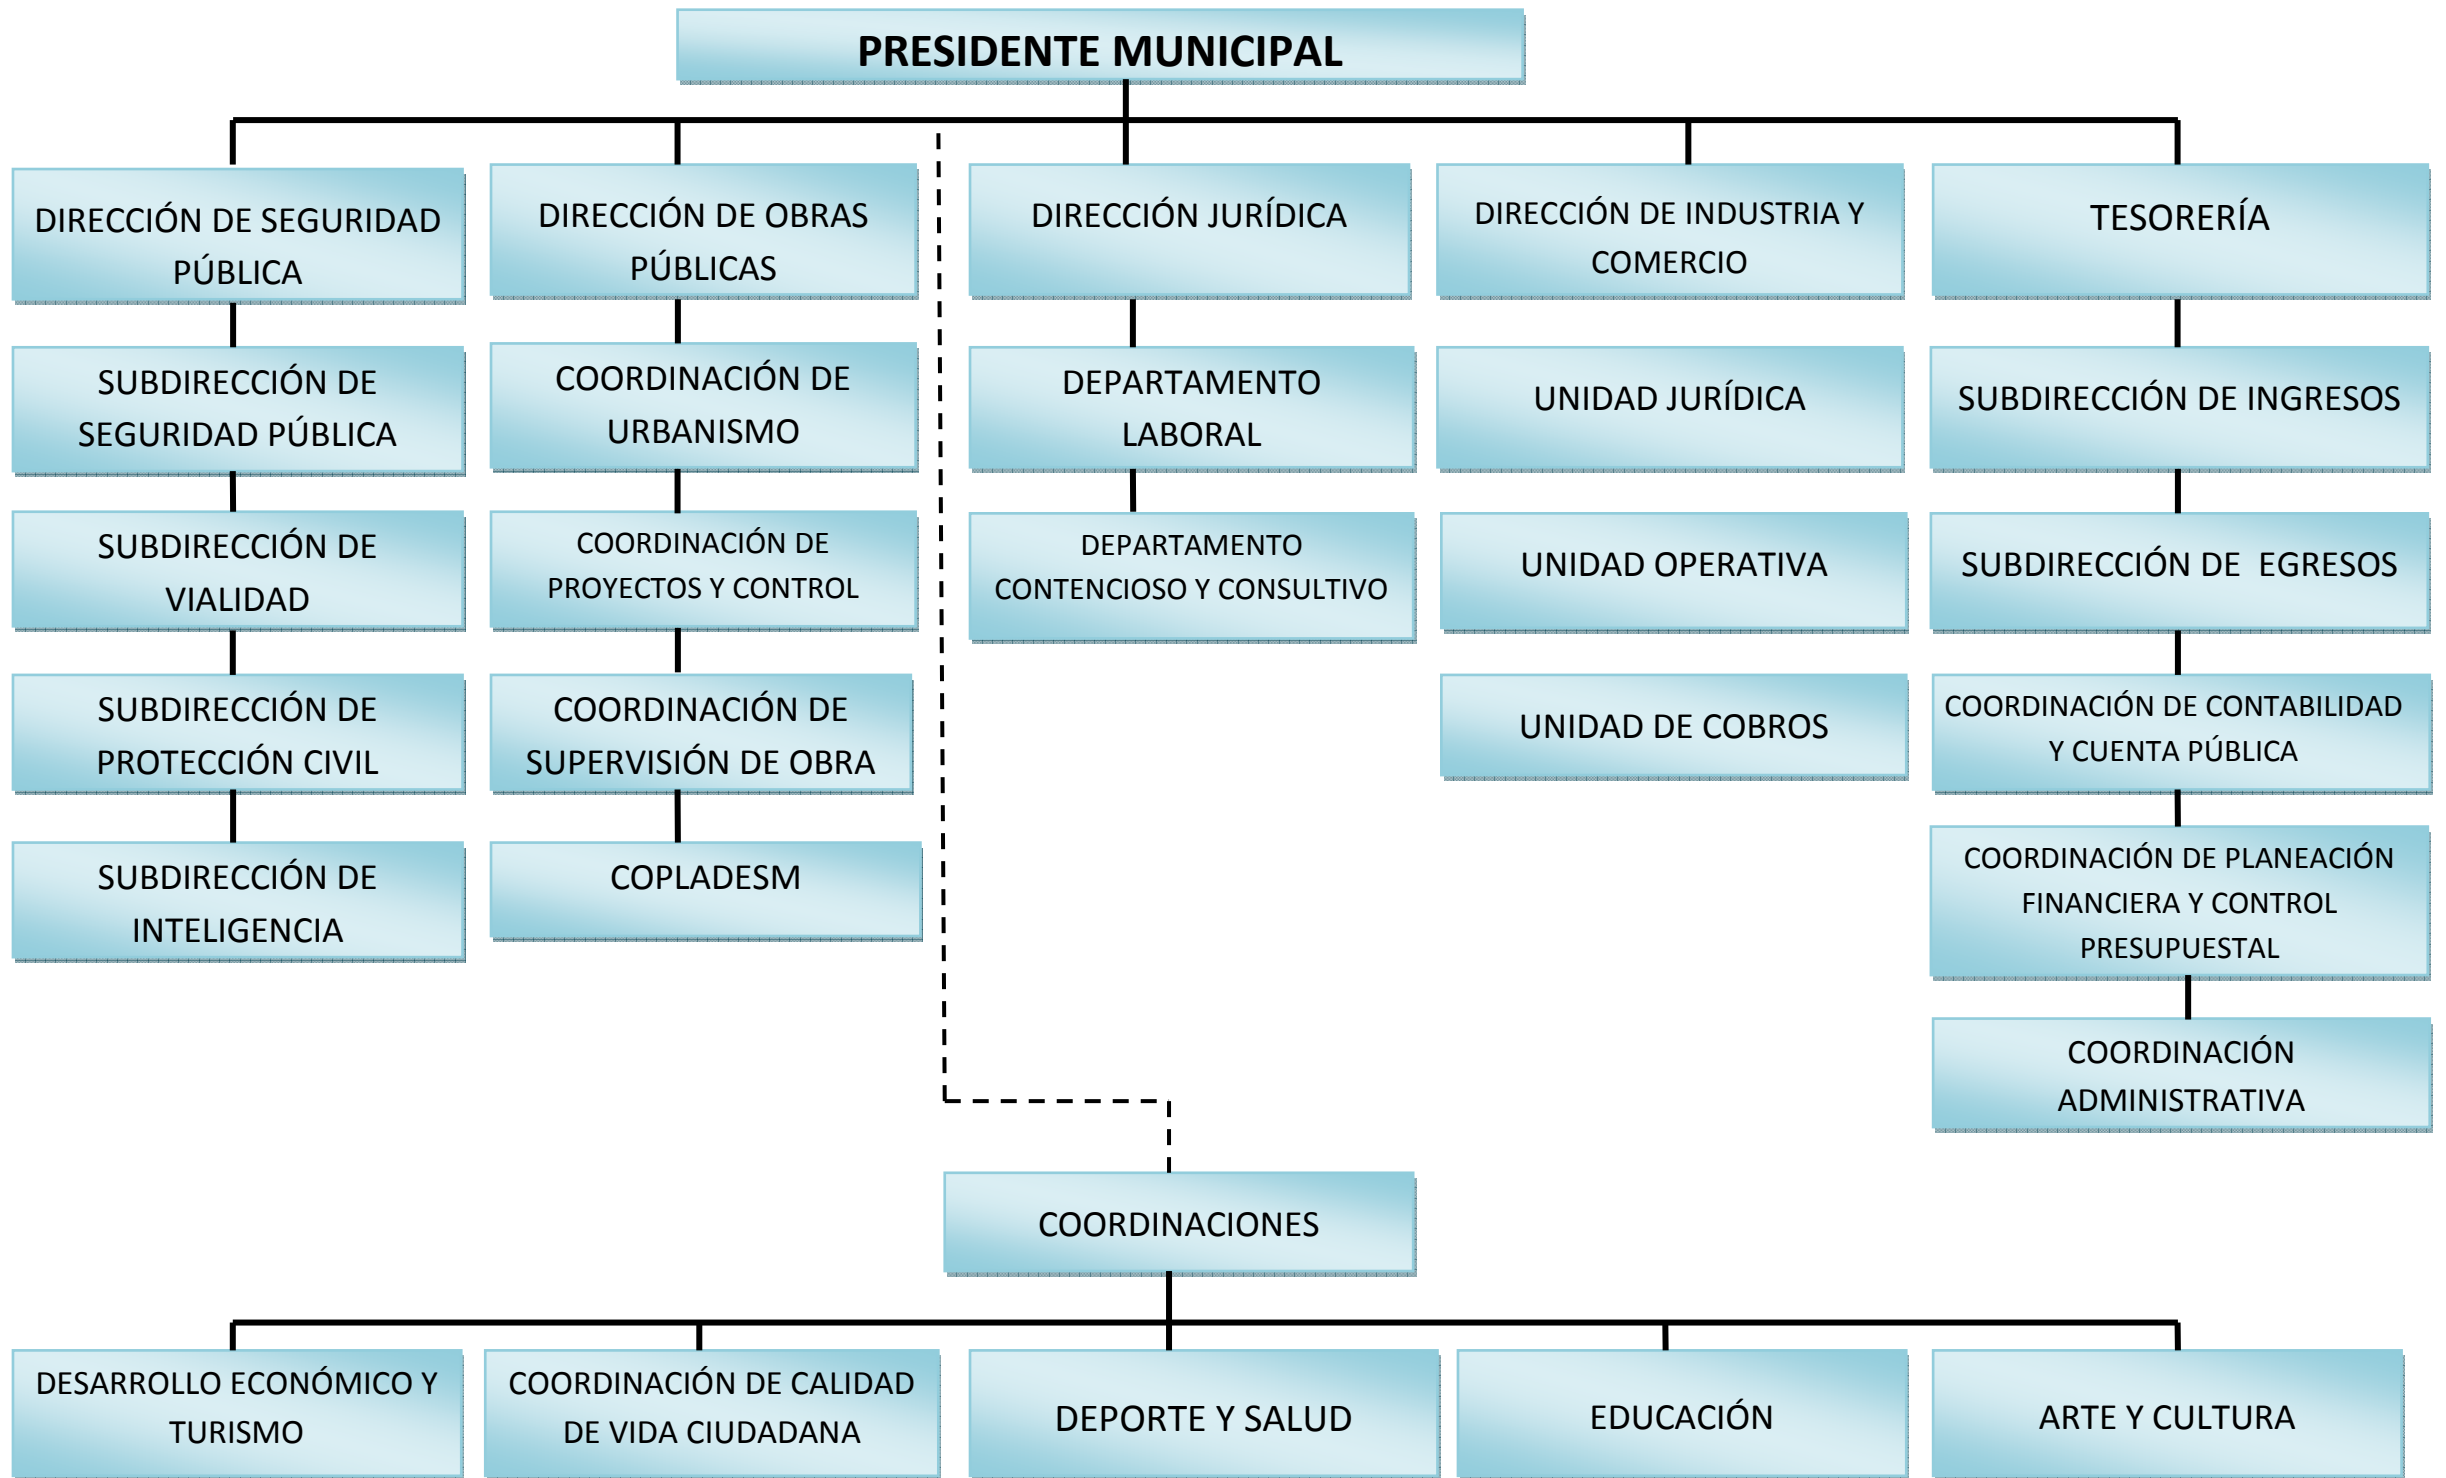 PRESIDENTE MUNICIPAL
DIRECCIÓN DE SEGURIDAD
PÚBLICA
SUBDIRECCIÓN DE
SEGURIDAD PÚBLICA
SUBDIRECCIÓN DE
VIALIDAD
SUBDIRECCIÓN DE
PROTECCIÓN CIVIL
SUBDIRECCIÓN DE
INTELIGENCIA
DIRECCIÓN DE OBRAS
PÚBLICAS
COORDINACIÓN DE
URBANISMO
COORDINACIÓN DE
PROYECTOS Y CONTROL
COORDINACIÓN DE
SUPERVISIÓN DE OBRA
COPLADESM
DIRECCIÓN JURÍDICA
DEPARTAMENTO
LABORAL
DEPARTAMENTO
CONTENCIOSO Y CONSULTIVO
DIRECCIÓN DE INDUSTRIA Y
COMERCIO
UNIDAD JURÍDICA
UNIDAD OPERATIVA
UNIDAD DE COBROS
TESORERÍA
SUBDIRECCIÓN DE INGRESOS
SUBDIRECCIÓN DE EGRESOS
COORDINACIÓN DE CONTABILIDAD
Y CUENTA PÚBLICA
COORDINACIÓN DE PLANEACIÓN
FINANCIERA Y CONTROL
PRESUPUESTAL
COORDINACIÓN
ADMINISTRATIVA
COORDINACIONES
DESARROLLO ECONÓMICO Y
TURISMO
COORDINACIÓN DE CALIDAD
DE VIDA CIUDADANA
DEPORTE Y SALUD
EDUCACIÓN
ARTE Y CULTURA